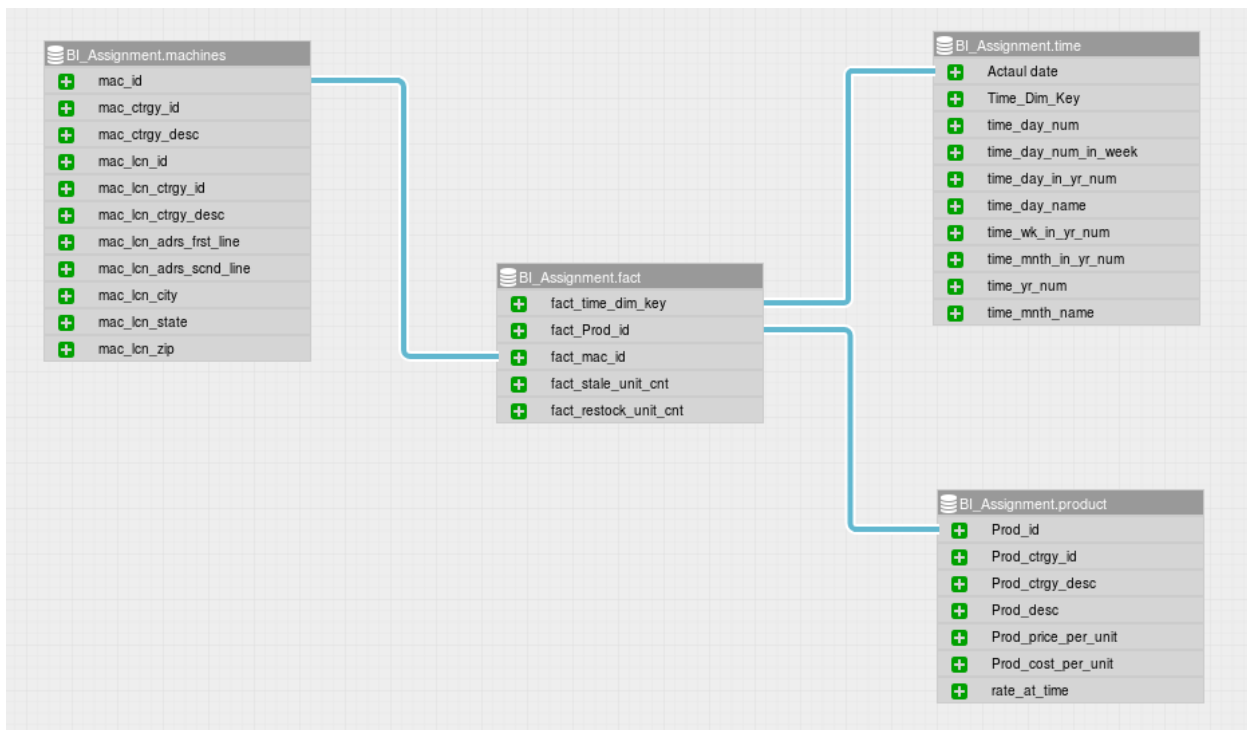 BI_Assignment.machines
mac_id
mac_ctrgy_id
mac_ctrgy_desc
mac_lcn_id
mac_lcn_ctrgy_id
mac_lcn_ctrgy_desc
mac_lcn_adrs_frst_line
mac_lcn_adrs_scnd_line
mac_lcn_city
mac_lcn_state
mac_lcn_zip
BI_Assignment.fact
fact_time_dim_key
fact_Prod_id
fact_mac_id
fact_stale_unit_cnt
fact_restock_unit_cnt
BI_Assignment.time
Actaul date
Time_Dim_Key
time_day_num
time_day_num_in_week
time_day_in_yr_num
time_day_name
time_wk_in_yr_num
time_mnth_in_yr_num
time_yr_num
time_mnth_name
BI_Assignment.product
Prod_id
Prod_ctrgy_id
Prod_ctrgy_desc
Prod_desc
Prod_price_per_unit
Prod_cost_per_unit
rate_at_time